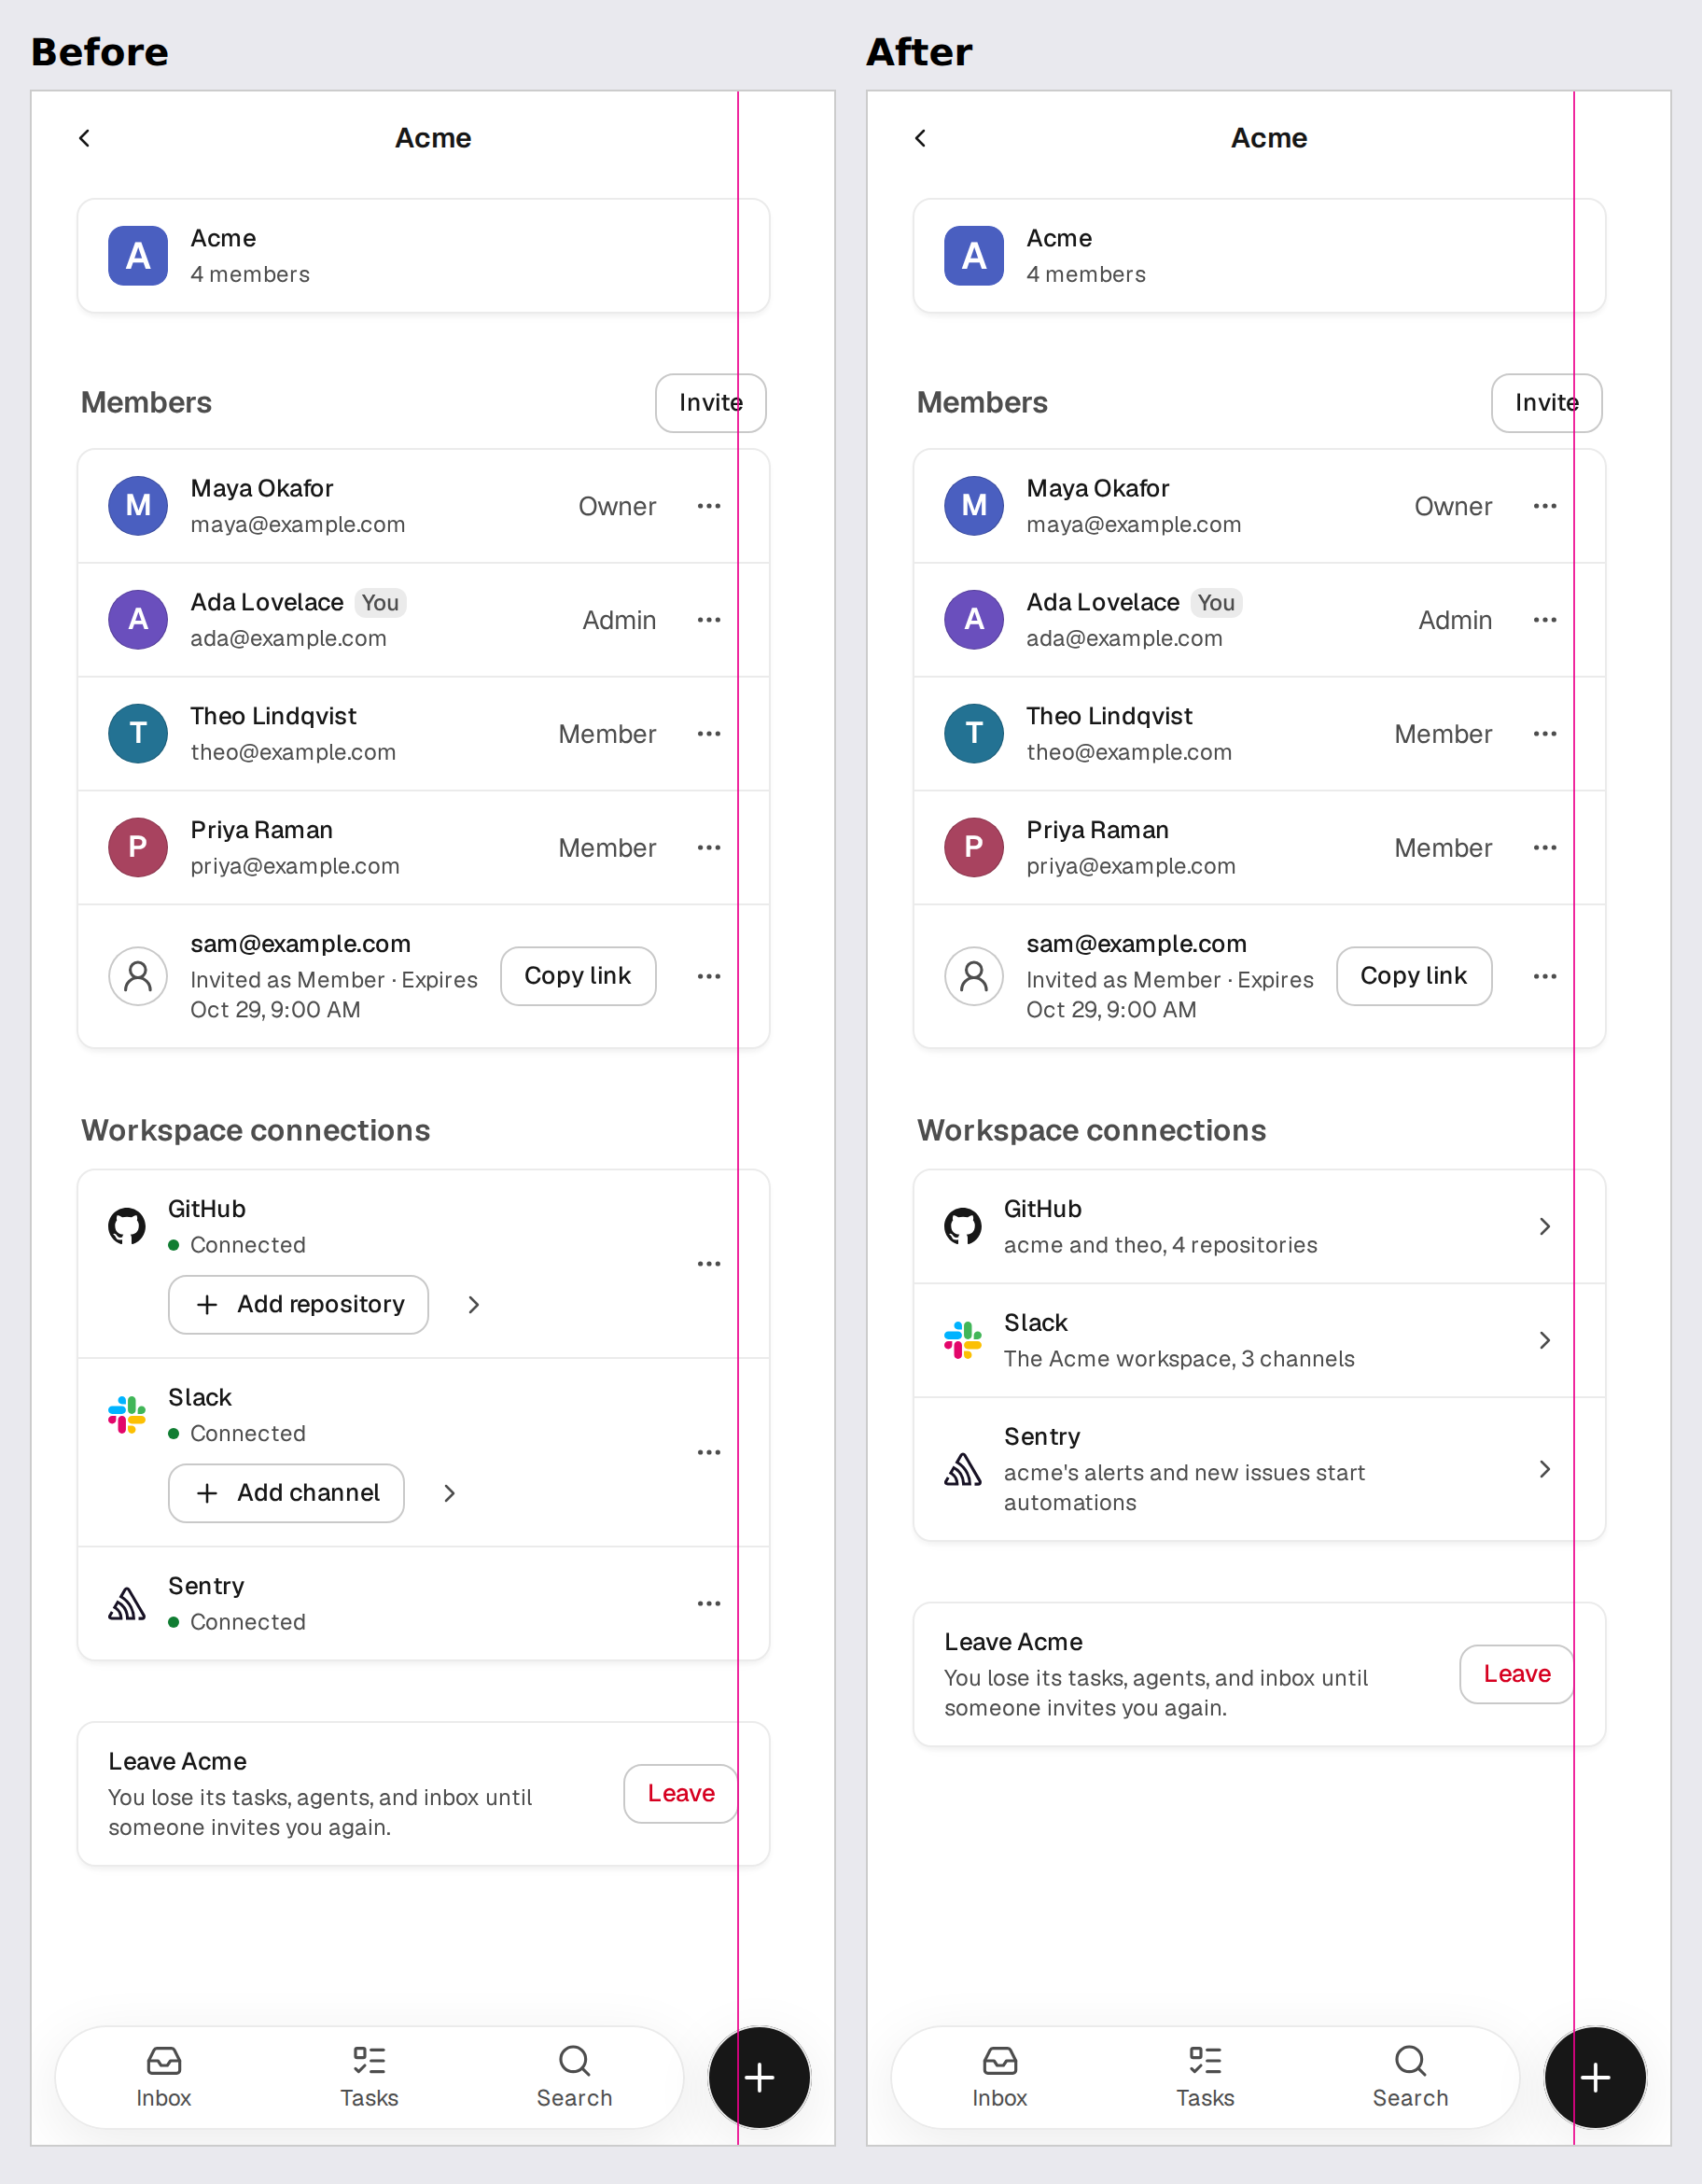 Before
Acme
A
Acme
4 members
Members
Invite
M
Maya Okafor
maya@example.com
Owner
A
Ada Lovelace You
ada@example.com
Admin
T
Theo Lindqvist
theo@example.com
Member
P
Priya Raman
priya@example.com
Member
sam@example.com
Invited as Member · Expires
Oct 29, 9:00 AM
Copy link
Workspace connections
GitHub
Connected
Add repository
Slack
Connected
Add channel
Sentry
Connected
Leave Acme
You lose its tasks, agents, and inbox until
someone invites you again.
Leave
Inbox
Tasks
Search
After
Acme
A
Acme
4 members
Members
Invite
M
Maya Okafor
maya@example.com
Owner
A
Ada Lovelace You
ada@example.com
Admin
T
Theo Lindqvist
theo@example.com
Member
P
Priya Raman
priya@example.com
Member
sam@example.com
Invited as Member · Expires
Oct 29, 9:00 AM
Copy link
Workspace connections
GitHub
acme and theo, 4 repositories
Slack
The Acme workspace, 3 channels
Sentry
acme's alerts and new issues start
automations
Leave Acme
You lose its tasks, agents, and inbox until
someone invites you again.
Leave
Inbox
Tasks
Search